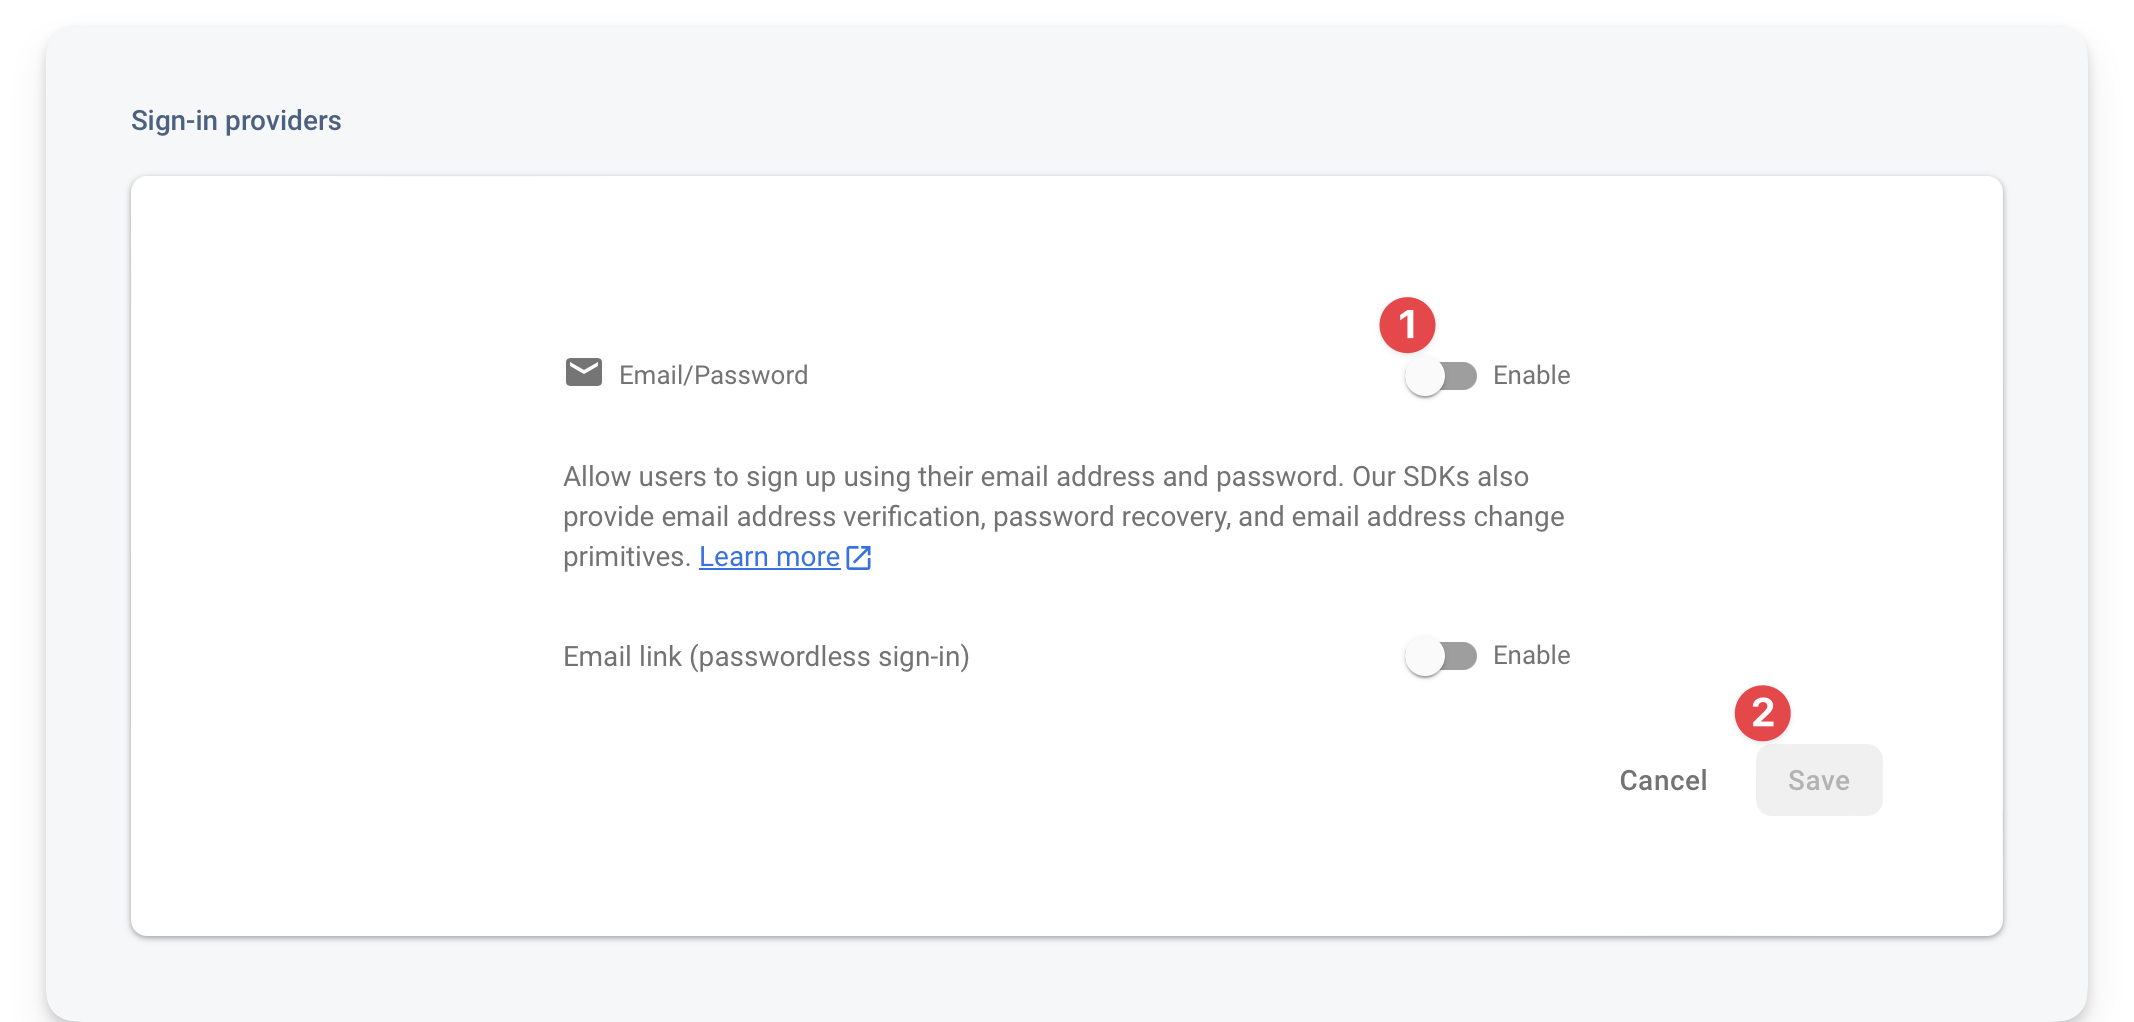 Sign-in providers
1
Email/Password
Enable
Allow users to sign up using their email address and password. Our SDKs also
provide email address verification, password recovery, and email address change
primitives. Learn more
Email link (passwordless sign-in)
Enable
2
Cancel
Save